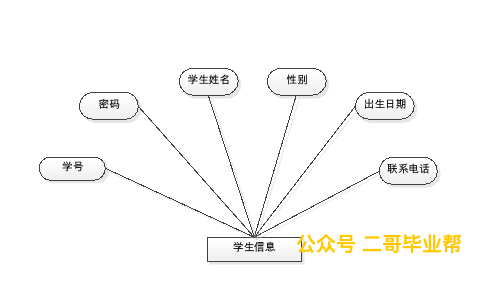 学生姓名
性别
密码
出生日期
学号
联系电话
学生信息
公众号 二哥毕业帮